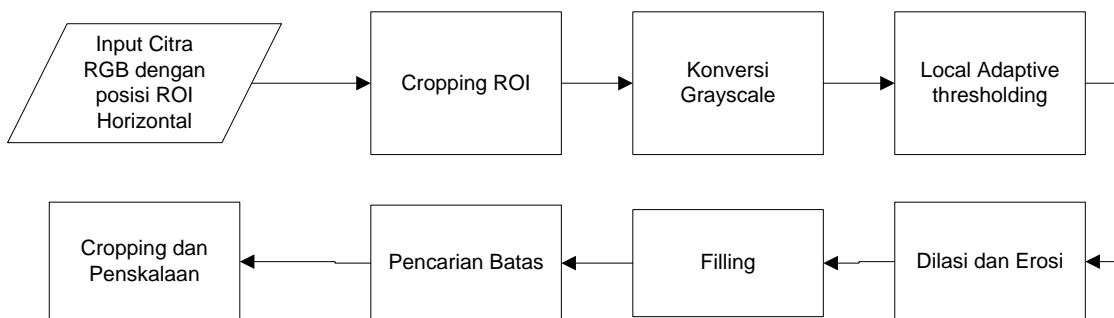 Input Citra
RGB dengan
posisi ROI
Horizontal
Cropping ROI
Konversi
Grayscale
Local Adaptive
thresholding
Dilasi dan Erosi
Filling
Pencarian Batas
Cropping dan
Penskalaan